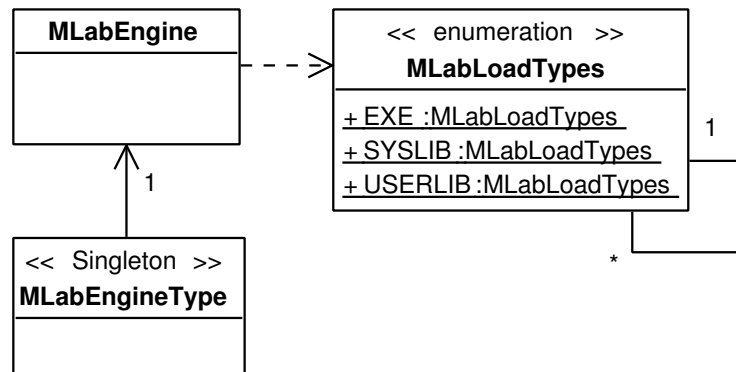 MLabEngine
<< enumeration >>
MLabLoadTypes
+ EXE :MLabLoadTypes
+ SYSLIB :MLabLoadTypes
+ USERLIB :MLabLoadTypes
1
*
1
<< Singleton >>
MLabEngineType